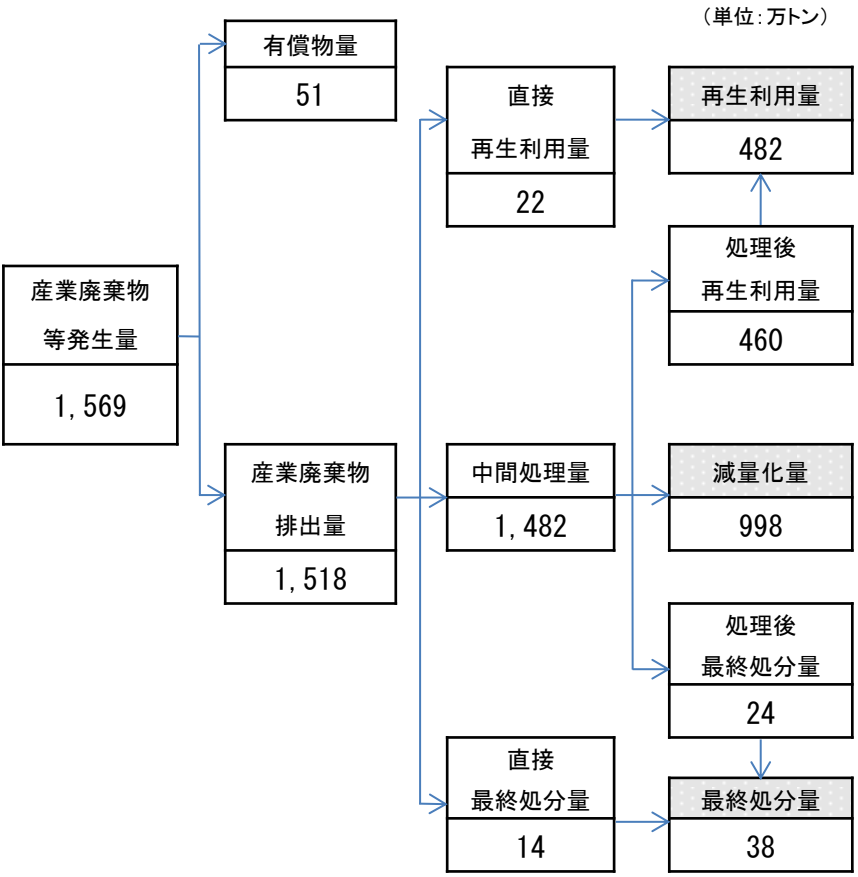 （単位：万トン）
有償物量
51
直接
再生利用量
22
再生利用量
482
処理後
再生利用量
460
産業廃棄物
等発生量
1,569
産業廃棄物
排出量
1,518
中間処理量
1,482
減量化量
998
処理後
最終処分量
24
直接
最終処分量
14
最終処分量
38